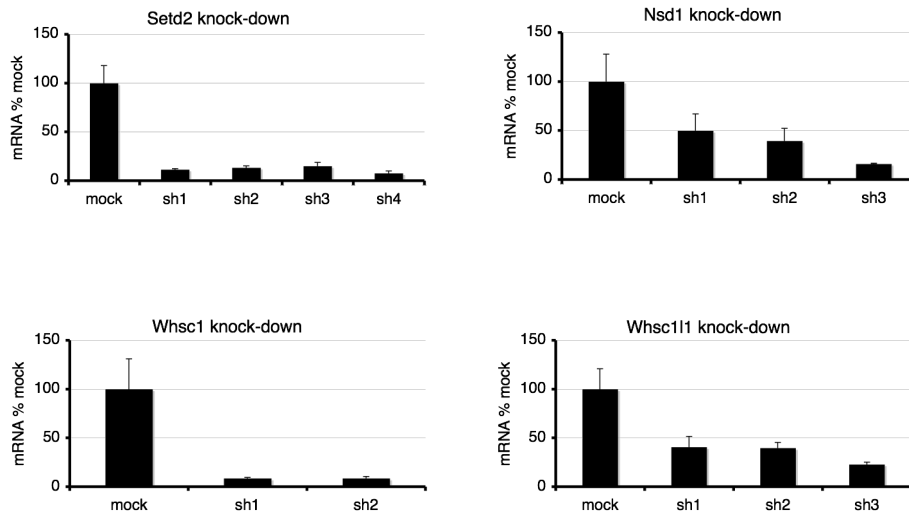 Setd2 knock-down
150
100
50
0
mRNA % mock
mock sh1 sh2 sh3 sh4
Nsd1 knock-down
150
100
50
0
mRNA % mock
mock sh1 sh2 sh3
Whsc1 knock-down
150
100
50
0
mRNA % mock
mock sh1 sh2
Whsc1l1 knock-down
150
100
50
0
mRNA % mock
mock sh1 sh2 sh3